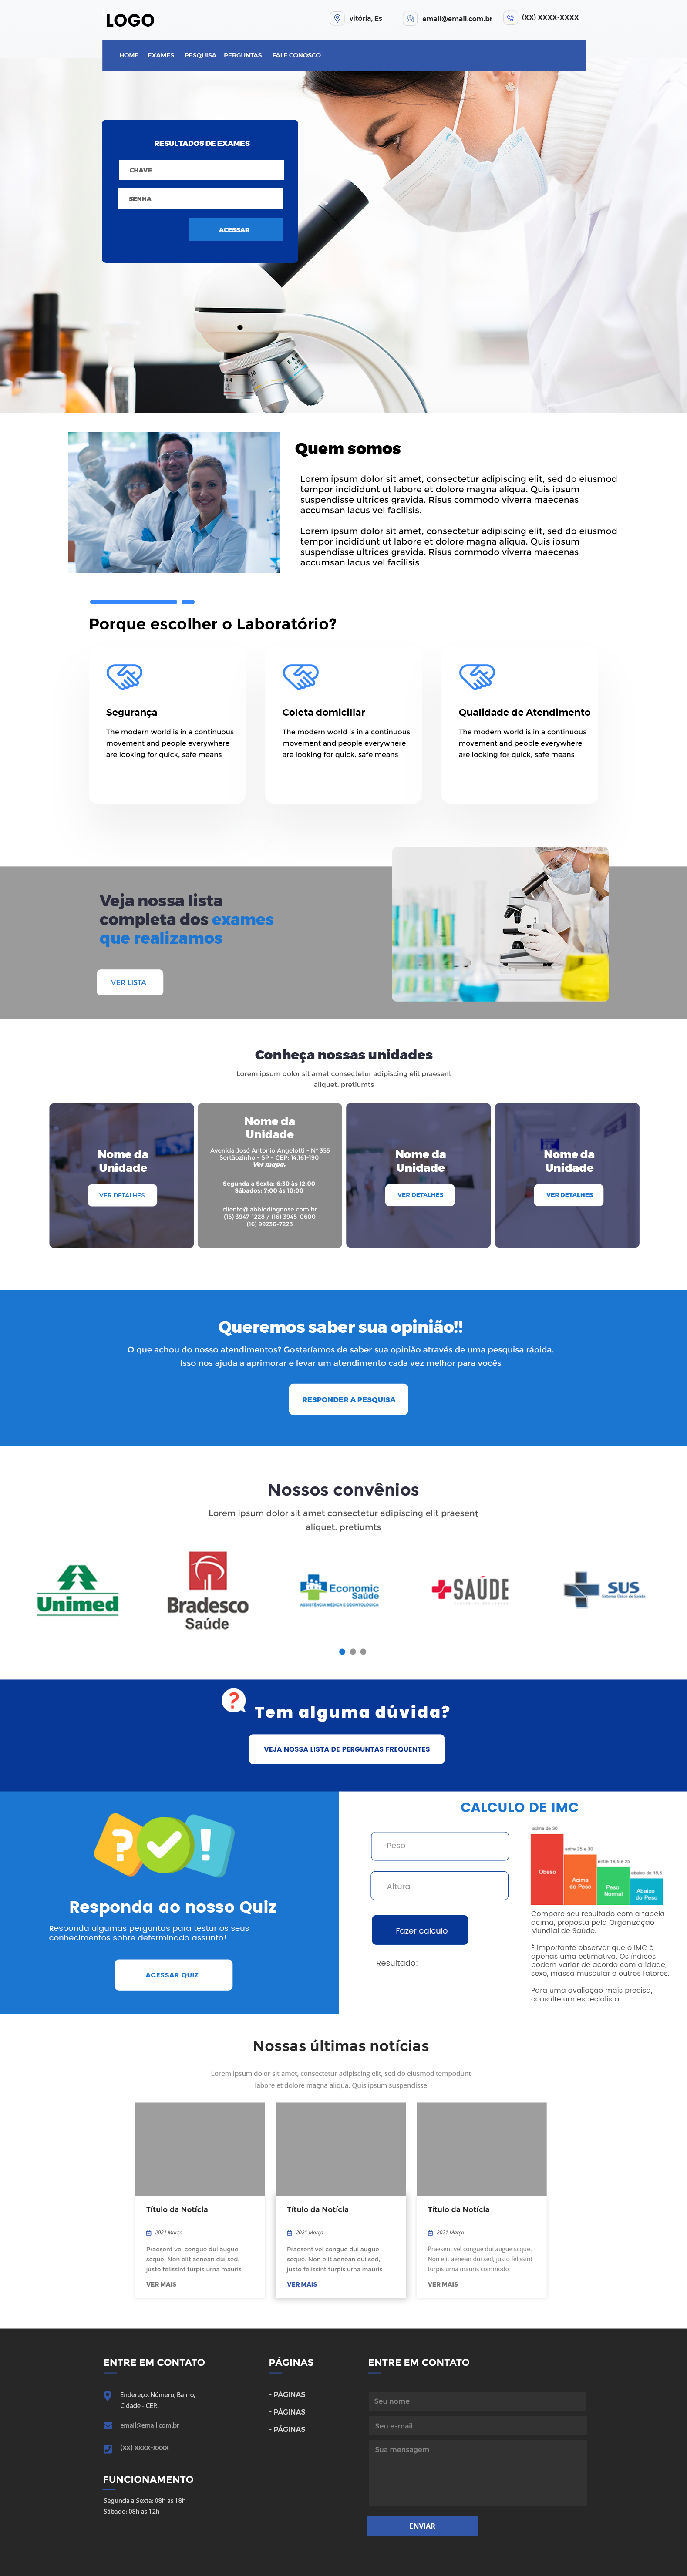 LOGO
vitória, Es
email@email.com.br
(XX) XXXX-XXXX
HOME EXAMES PESQUISA PERGUNTAS FALE CONOSCO
RESULTADOS DE EXAMES
CHAVE
SENHA
ACESSAR
Quem somos
Lorem ipsum dolor sit amet, consectetur adipiscing elit, sed do eiusmod
tempor incididunt ut labore et dolore magna aliqua. Quis ipsum
suspendisse ultrices gravida. Risus commodo viverra maecenas
accumsan lacus vel facilisis.
Lorem ipsum dolor sit amet, consectetur adipiscing elit, sed do eiusmod
tempor incididunt ut labore et dolore magna aliqua. Quis ipsum
suspendisse ultrices gravida. Risus commodo viverra maecenas
accumsan lacus vel facilisis
Porque escolher o Laboratório?
Segurança
The modern world is in a continuous
movement and people everywhere
are looking for quick, safe means
Coleta domiciliar
The modern world is in a continuous
movement and people everywhere
are looking for quick, safe means
Qualidade de Atendimento
The modern world is in a continuous
movement and people everywhere
are looking for quick, safe means
Veja nossa lista
completa dos exames
que realizamos
VER LISTA
Conheça nossas unidades
Lorem ipsum dolor sit amet consectetur adipiscing elit praesent
aliquet. pretiumts
Nome da
Unidade
VER DETALHES
Nome da
Unidade
Avenida José Antonio Angelotti - N° 355
Sertãozinho - SP - CEP: 14.161-190
Ver mapa.
Segunda a Sexta: 6:30 às 12:00
Sábados: 7:00 às 10:00
cliente@labbiodiagnose.com.br
(16) 3947-1228 / (16) 3945-0600
(16) 99236-7223
Nome da
Unidade
VER DETALHES
Nome da
Unidade
VER DETALHES
Queremos saber sua opinião!!
O que achou do nosso atendimentos? Gostaríamos de saber sua opinião através de uma pesquisa rápida.
Isso nos ajuda a aprimorar e levar um atendimento cada vez melhor para vocês
RESPONDER A PESQUISA
Nossos convênios
Lorem ipsum dolor sit amet consectetur adipiscing elit praesent
aliquet. pretiumts
Unimed
Bradesco
Saúde
Economic
Saúde
ASSISTÊNCIA MÉDICA E ODONTOLÓGICA
SAÚDE
SUS
Sistema Único de Saúde
?
Tem alguma dúvida?
VEJA NOSSA LISTA DE PERGUNTAS FREQUENTES
? !
Responda ao nosso Quiz
Responda algumas perguntas para testar os seus
conhecimentos sobre determinado assunto!
ACESSAR QUIZ
CALCULO DE IMC
Peso
Altura
Fazer calculo
Resultado:
acima de 30
Obeso
entre 25 e 30
Acima
do Peso
entre 18,5 e 25
Peso
Normal
abaixo de 18,5
Abaixo
do Peso
Compare seu resultado com a tabela
acima, proposta pela Organização
Mundial de Saúde.
É importante observar que o IMC é
apenas uma estimativa. Os índices
podem variar de acordo com a idade,
sexo, massa muscular e outros fatores.
Para uma avaliação mais precisa,
consulte um especialista.
Nossas últimas notícias
Lorem ipsum dolor sit amet, consectetur adipiscing elit, sed do eiusmod tempodunt
labore et dolore magna aliqua. Quis ipsum suspendisse
Título da Notícia
2021 Março
Praesent vel congue dui augue
scque. Non elit aenean dui sed,
justo felissint turpis urna mauris
VER MAIS
Título da Notícia
2021 Março
Praesent vel congue dui augue
scque. Non elit aenean dui sed,
justo felissint turpis urna mauris
VER MAIS
Título da Notícia
2021 Março
Praesent vel congue dui augue scque.
Non elit aenean dui sed, justo felissint
turpis urna mauris commodo
VER MAIS
ENTRE EM CONTATO
Endereço, Número, Bairro,
Cidade - CEP.:
email@email.com.br
(xx) xxxx-xxxx
FUNCIONAMENTO
Segunda a Sexta: 08h as 18h
Sábado: 08h as 12h
PÁGINAS
- PÁGINAS
- PÁGINAS
- PÁGINAS
ENTRE EM CONTATO
Seu nome
Seu e-mail
Sua mensagem
ENVIAR